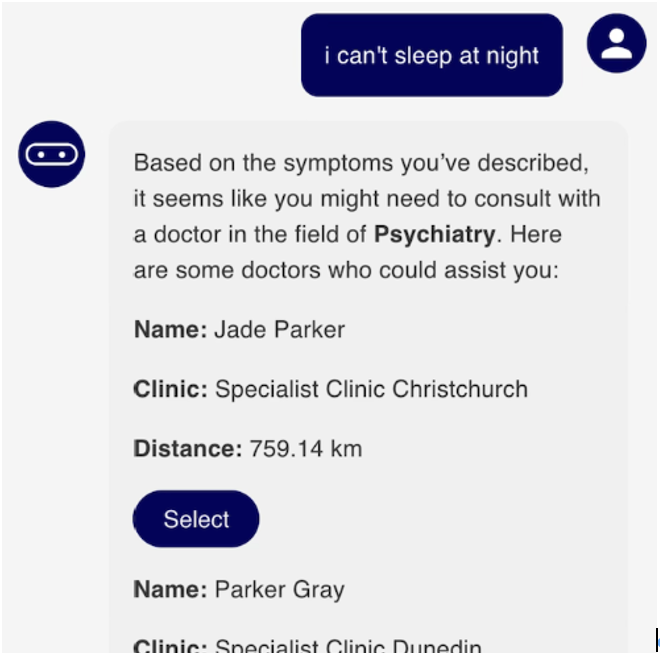 i can't sleep at night
Based on the symptoms you’ve described,
it seems like you might need to consult with
a doctor in the field of Psychiatry. Here
are some doctors who could assist you:
Name: Jade Parker
Clinic: Specialist Clinic Christchurch
Distance: 759.14 km
Select
Name: Parker Gray
Clinic: Specialist Clinic Dunedin